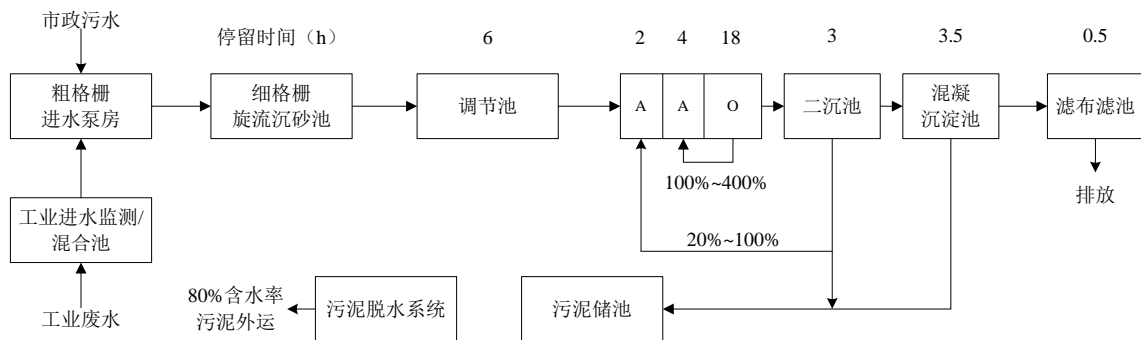 市政污水
停留时间（h）
6
2
4
18
3
3.5
0.5
粗格栅
进水泵房
细格栅
旋流沉砂池
调节池
A
A
O
二沉池
混凝
沉淀池
滤布滤池
100%~400%
排放
工业进水监测/
混合池
20%~100%
80%含水率
污泥外运
污泥脱水系统
污泥储池
工业废水